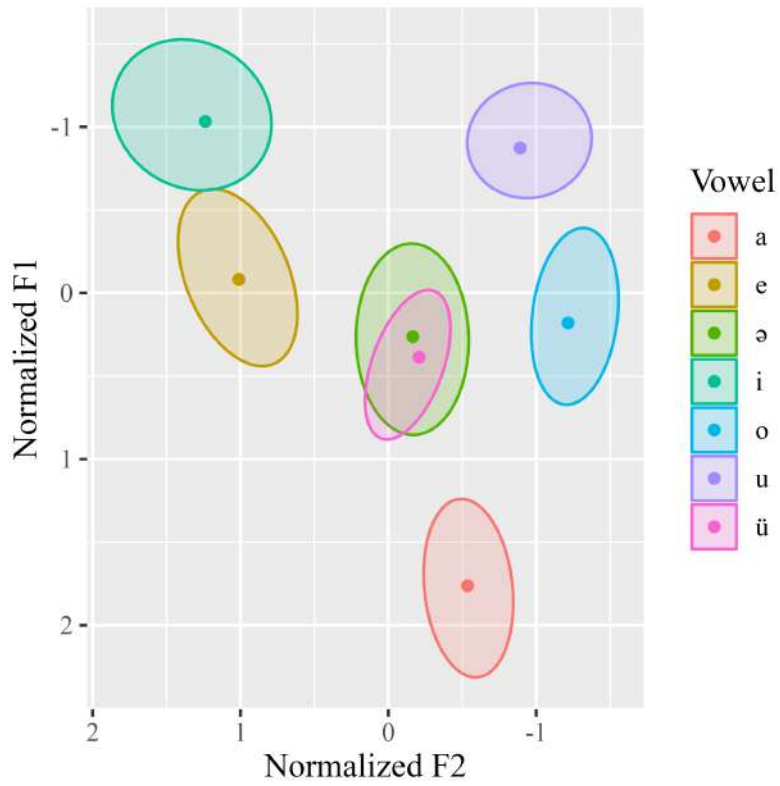 -1
0
1
2
Normalized F1
2
1
0
-1
Normalized F2
Vowel
a
e
ə
i
o
u
ü